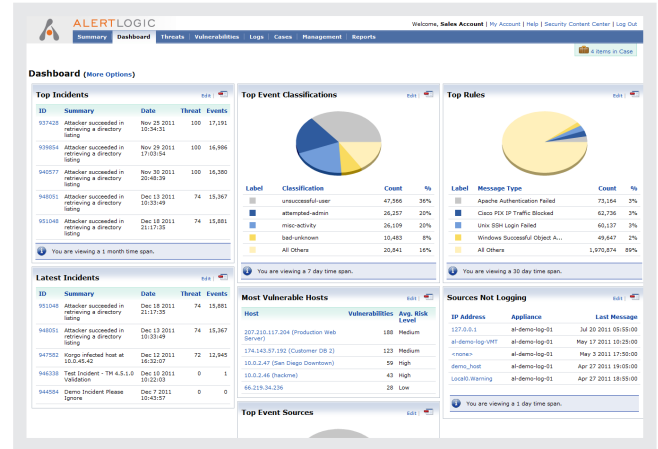 ALERTLOGIC
Welcome, Sales Account | My Account | Help | Security Content Center | Log Out
Summary Dashboard Threats Vulnerabilities Logs Cases Management Reports
4 items in Case
Dashboard (More Options)
Top Incidents Edit |
ID Summary Date Threat Events
937428 Attacker succeeded in retrieving a directory listing Nov 25 2011 10:34:31 100 17,191
939854 Attacker succeeded in retrieving a directory listing Nov 29 2011 17:03:54 100 16,986
940577 Attacker succeeded in retrieving a directory listing Nov 30 2011 20:48:39 100 16,380
948051 Attacker succeeded in retrieving a directory listing Dec 13 2011 10:33:49 74 15,367
951048 Attacker succeeded in retrieving a directory listing Dec 18 2011 21:17:35 74 15,881
You are viewing a 1 month time span.
Latest Incidents Edit |
ID Summary Date Threat Events
951048 Attacker succeeded in retrieving a directory listing Dec 18 2011 21:17:35 74 15,881
948051 Attacker succeeded in retrieving a directory listing Dec 13 2011 10:33:49 74 15,367
947582 Korgo infected host at 10.0.45.42 Dec 12 2011 16:32:07 72 12,945
946338 Test Incident - TM 4.5.1.0 Validation Dec 10 2011 10:22:03 0 1
944584 Demo Incident Please Ignore Dec 7 2011 10:43:57 0 0
Top Event Classifications Edit |
Label Classification Count %
unsuccessful-user 47,566 36%
attempted-admin 26,257 20%
misc-activity 26,109 20%
bad-unknown 10,483 8%
All Others 20,841 16%
You are viewing a 7 day time span.
Most Vulnerable Hosts Edit |
Host Vulnerabilities Avg. Risk Level
207.210.117.204 (Production Web Server) 188 Medium
174.143.57.192 (Customer DB 2) 123 Medium
10.0.2.47 (San Diego Downtown) 59 High
10.0.2.46 (hackme) 43 High
66.219.34.236 28 Low
Top Event Sources Edit |
Top Rules Edit |
Label Message Type Count %
Apache Authentication Failed 73,164 3%
Cisco PIX IP Traffic Blocked 62,736 3%
Unix SSH Login Failed 60,137 3%
Windows Successful Object A... 49,647 2%
All Others 1,970,874 89%
You are viewing a 30 day time span.
Sources Not Logging Edit |
IP Address Appliance Last Message
127.0.0.1 al-demo-log-01 Jul 20 2011 05:55:00
al-demo-log-VMT al-demo-log-01 May 17 2011 10:25:00
<none> al-demo-log-01 May 3 2011 17:50:00
demo_host al-demo-log-01 Apr 27 2011 19:05:00
Local0.Warning al-demo-log-01 Apr 27 2011 18:55:00
You are viewing a 1 day time span.